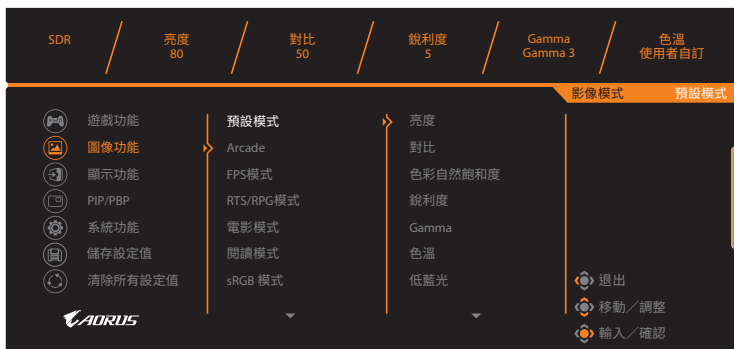 SDR
亮度
80
對比
50
銳利度
5
Gamma
Gamma 3
色溫
使用者自訂
影像模式
預設模式
遊戲功能
圖像功能
顯示功能
PIP/PBP
系統功能
儲存設定值
清除所有設定值
預設模式
Arcade
FPS模式
RTS/RPG模式
電影模式
閱讀模式
sRGB 模式
亮度
對比
色彩自然飽和度
銳利度
Gamma
色溫
低藍光
退出
移動／調整
輸入／確認
AORUS